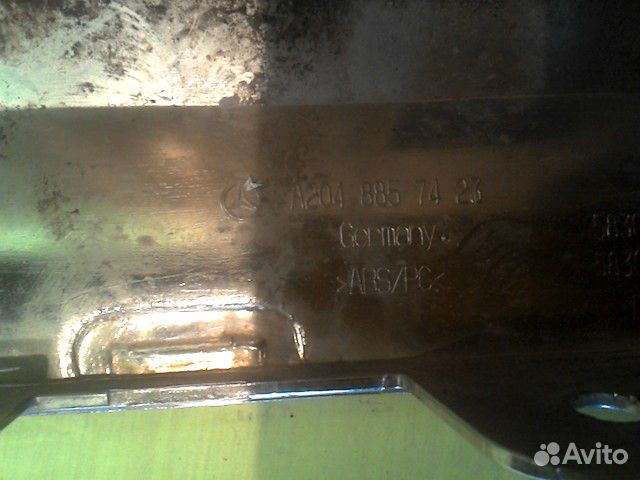 A204 885 74 23
Germany
>ABS/PC<
Avito